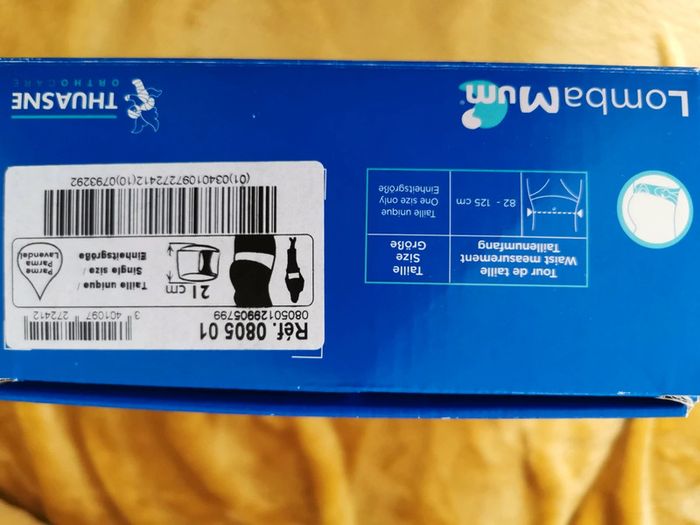 Réf. 0805 01
08050129905799
3 401097 272412
21 cm
Taille unique /
Single size /
Einheitsgröße
Parme
Parma
Lavendel
(01)03401097272412(10)0793292
Tour de taille
Waist measurement
Taillenumfang
Taille
Size
Größe
82 - 125 cm
Taille unique
One size only
Einheitsgröße
LombaMum®
THUASNE
ORTHOCARE